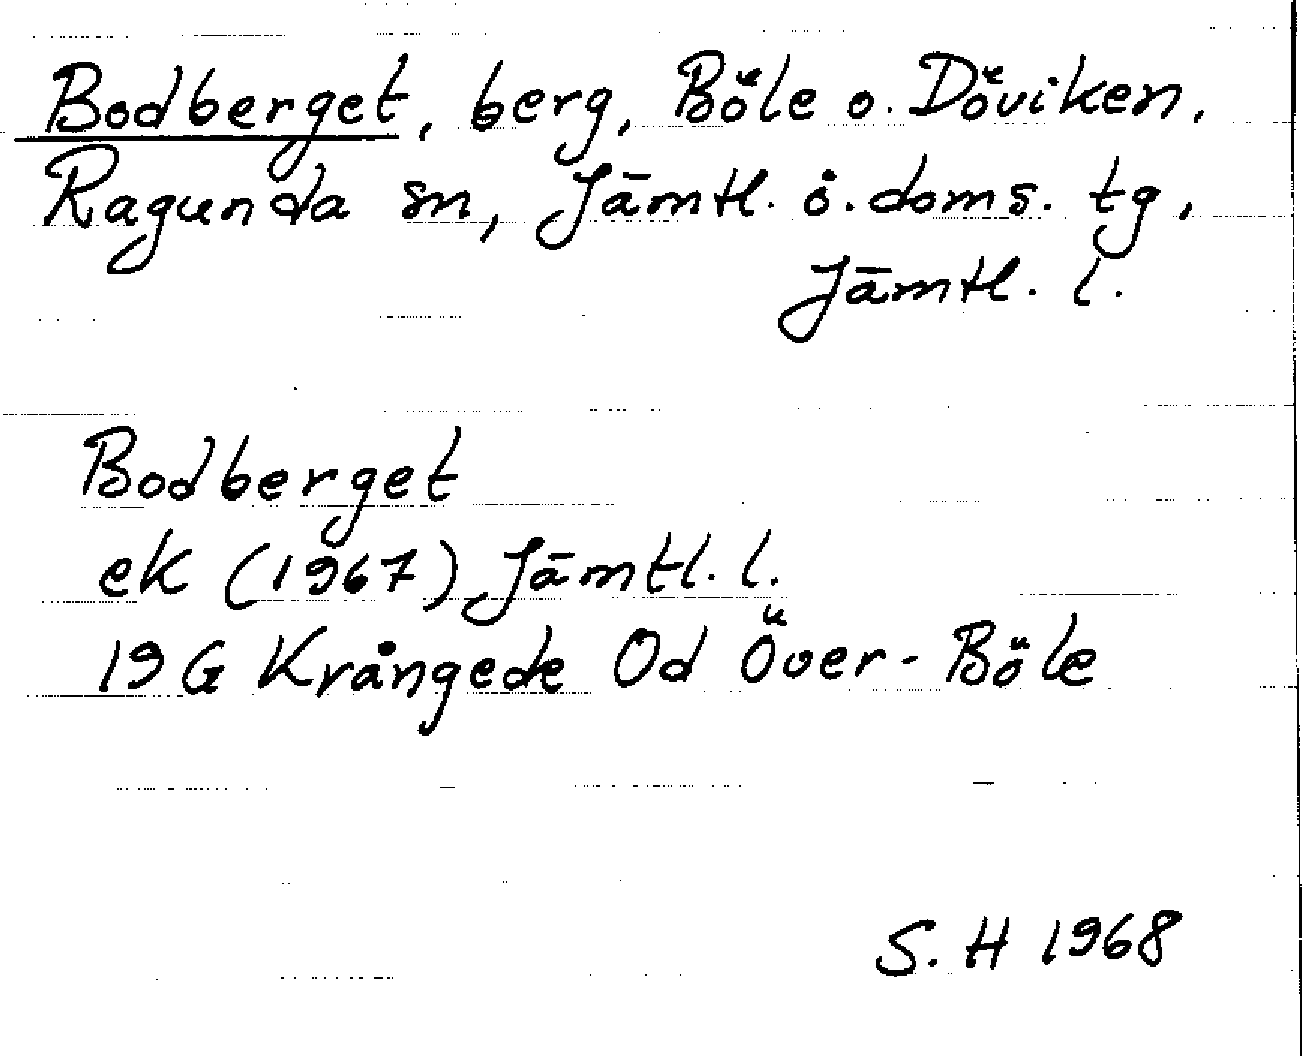 Bodberget, berg, Böle o. Döviken,
Ragunda sn, Jämtl. ö. doms. tg,
Jämtl. l.
Bodberget
ek (1967) Jämtl. l.
19G Krångede Od Över-Böle
S. H 1968